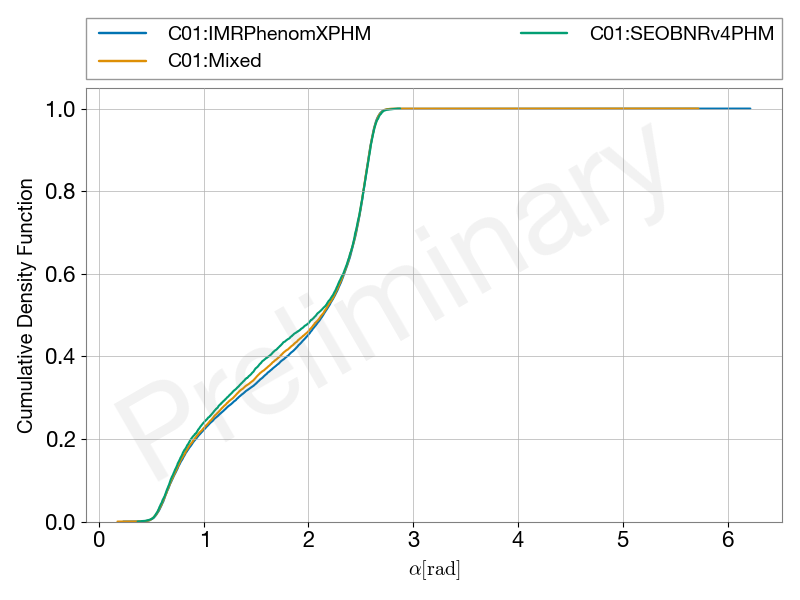 C01:IMRPhenomXPHM
C01:Mixed
C01:SEOBNRv4PHM
Cumulative Density Function
1.0
0.8
0.6
0.4
0.2
0.0
Preliminary
0 1 2 3 4 5 6
α[rad]